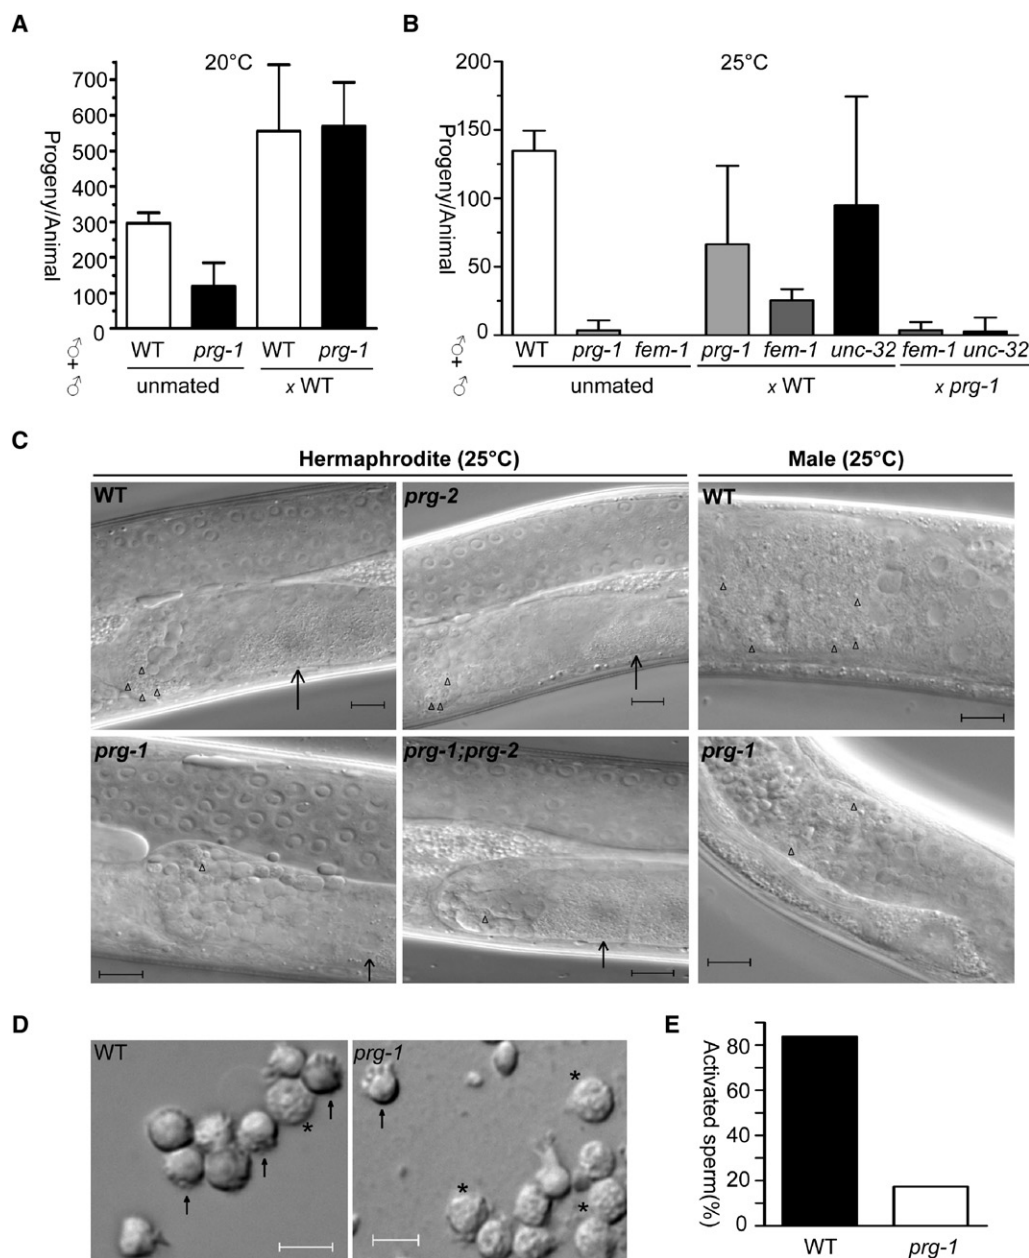 A
20°C
Progeny/Animal
700
600
500
400
300
200
100
0
WT
prg-1
WT
prg-1
unmated
x WT
B
25°C
Progeny/Animal
200
150
100
50
0
WT
prg-1
fem-1
prg-1
fem-1
unc-32
fem-1
unc-32
unmated
x WT
x prg-1
C
Hermaphrodite (25°C)
Male (25°C)
WT
prg-2
WT
prg-1
prg-1;prg-2
prg-1
D
WT
prg-1
E
Activated sperm(%)
80
60
40
20
0
WT
prg-1